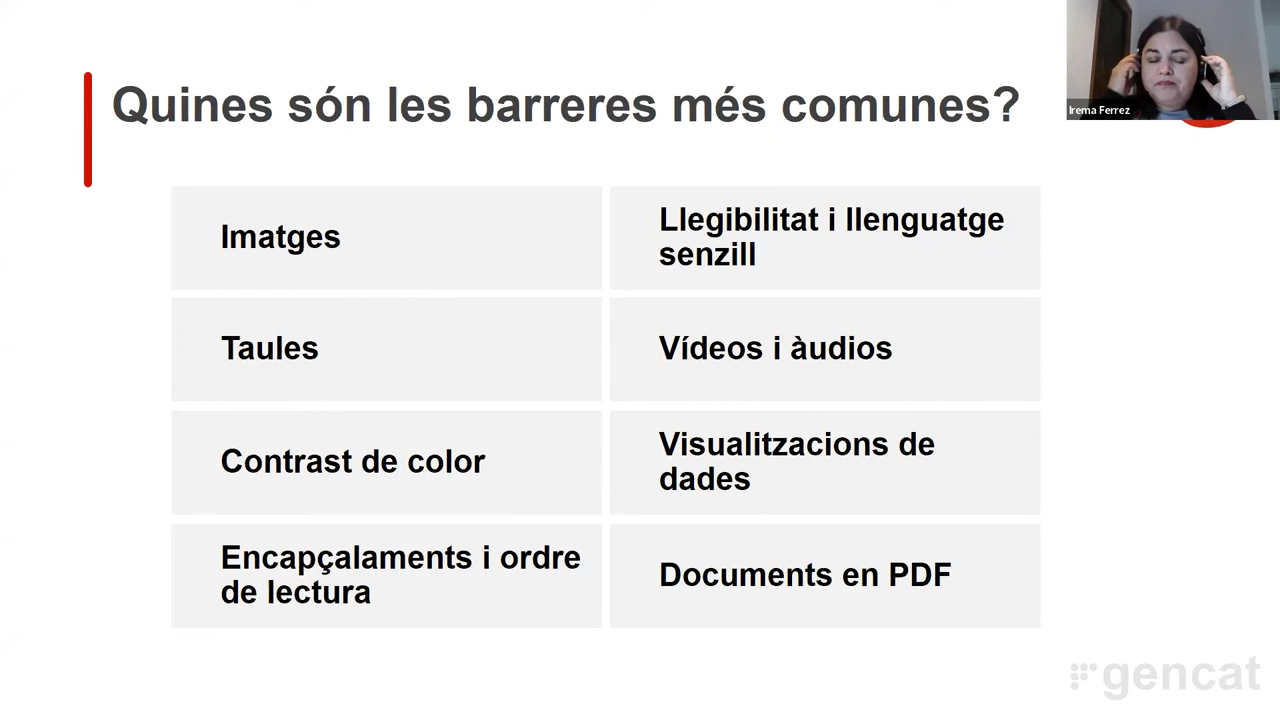 Quines són les barreres més comunes?
Irema Ferrez
Imatges
Llegibilitat i llenguatge
senzill
Taules
Vídeos i àudios
Contrast de color
Visualitzacions de
dades
Encapçalaments i ordre
de lectura
Documents en PDF
gencat